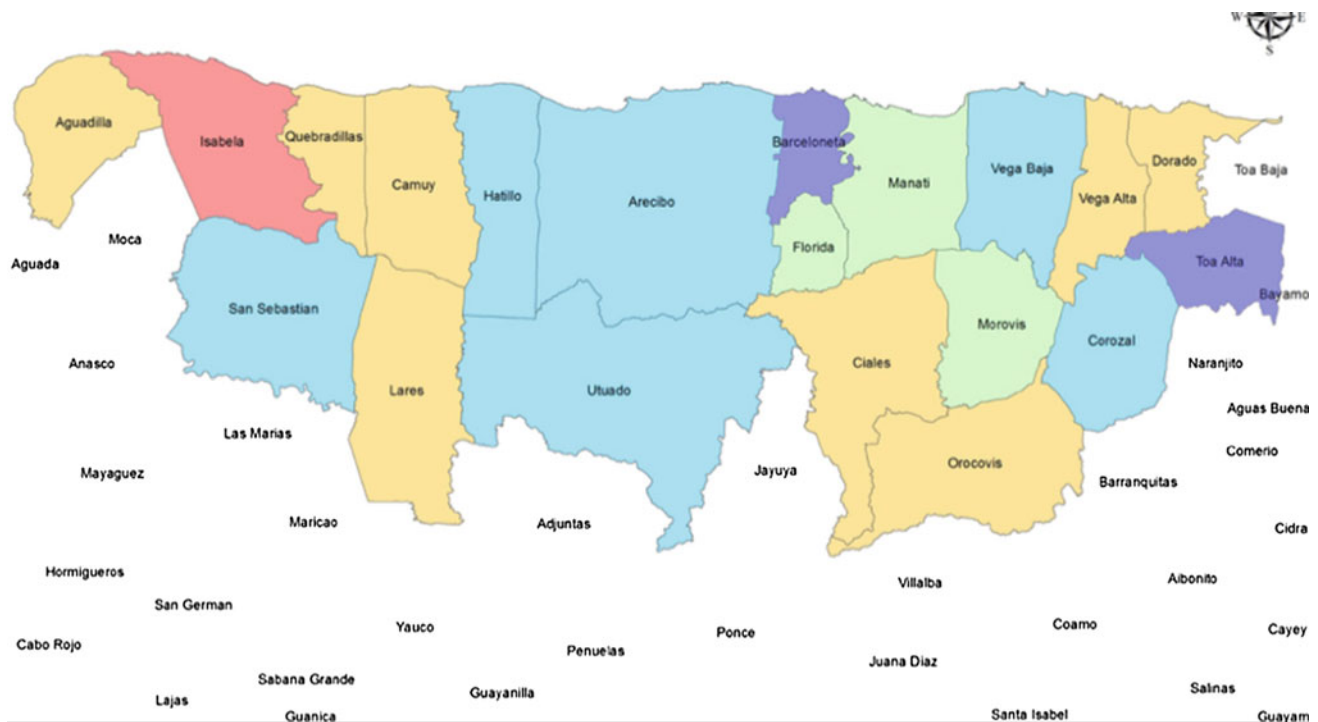 W E
S
Aguadilla
Isabela
Quebradillas
Camuy
Hatillo
Arecibo
Barceloneta
Manati
Vega Baja
Vega Alta
Dorado
Toa Baja
Moca
Aguada
Florida
Toa Alta
Bayamo
San Sebastian
Morovis
Corozal
Anasco
Lares
Utuado
Ciales
Naranjito
Aguas Buena
Las Marias
Comerio
Mayaguez
Jayuya
Orocovis
Barranquitas
Maricao
Adjuntas
Cidra
Hormigueros
Villalba
Aibonito
San German
Yauco
Ponce
Coamo
Cayey
Cabo Rojo
Penuelas
Juana Diaz
Sabana Grande
Guayanilla
Salinas
Lajas
Guanica
Santa Isabel
Guayam